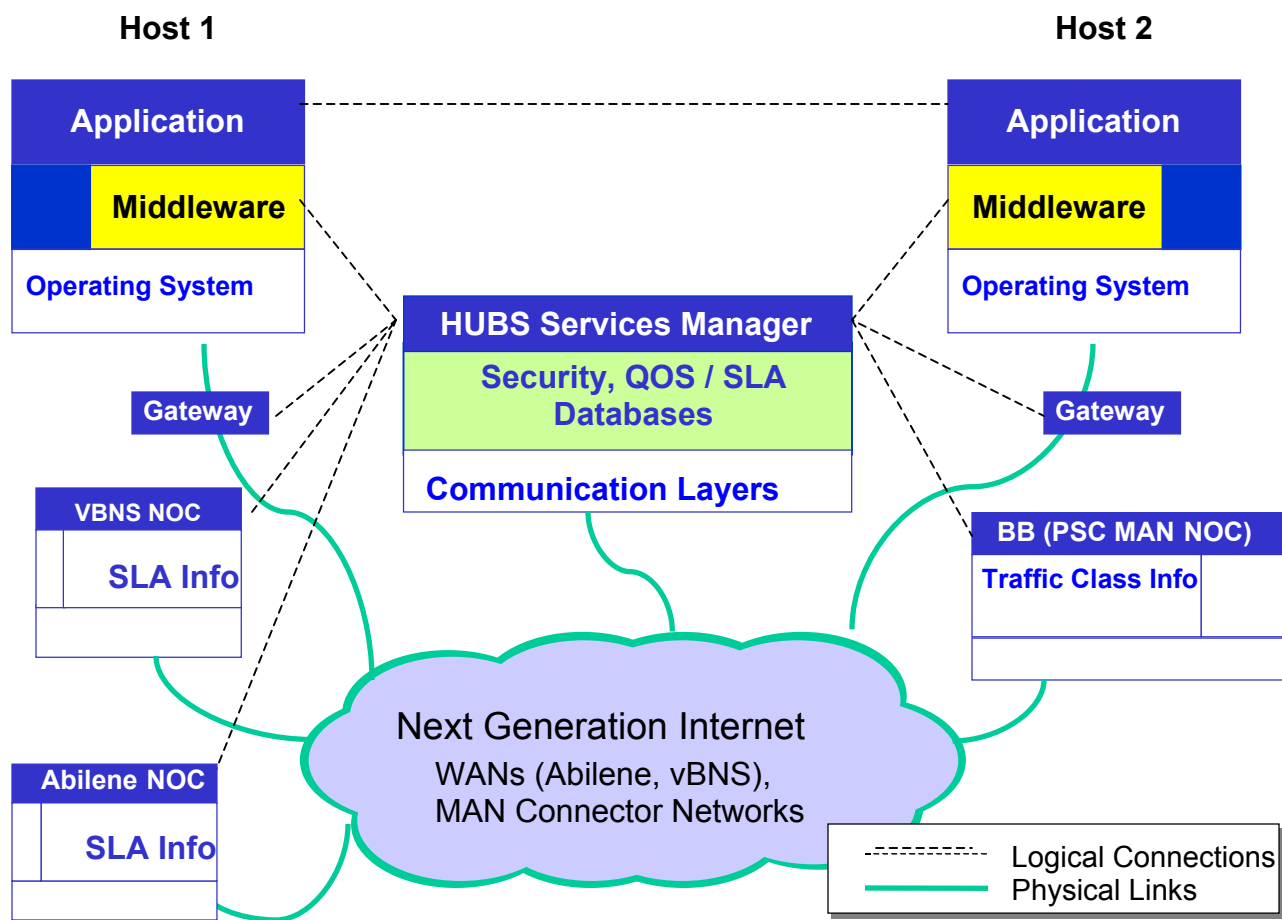 Host 1
Host 2
Application
Application
Middleware
Middleware
Operating System
Operating System
HUBS Services Manager
Security, QOS / SLA
Databases
Communication Layers
Gateway
Gateway
VBNS NOC
SLA Info
BB (PSC MAN NOC)
Traffic Class Info
Abilene NOC
SLA Info
Next Generation Internet
WANs (Abilene, vBNS),
MAN Connector Networks
Logical Connections
Physical Links